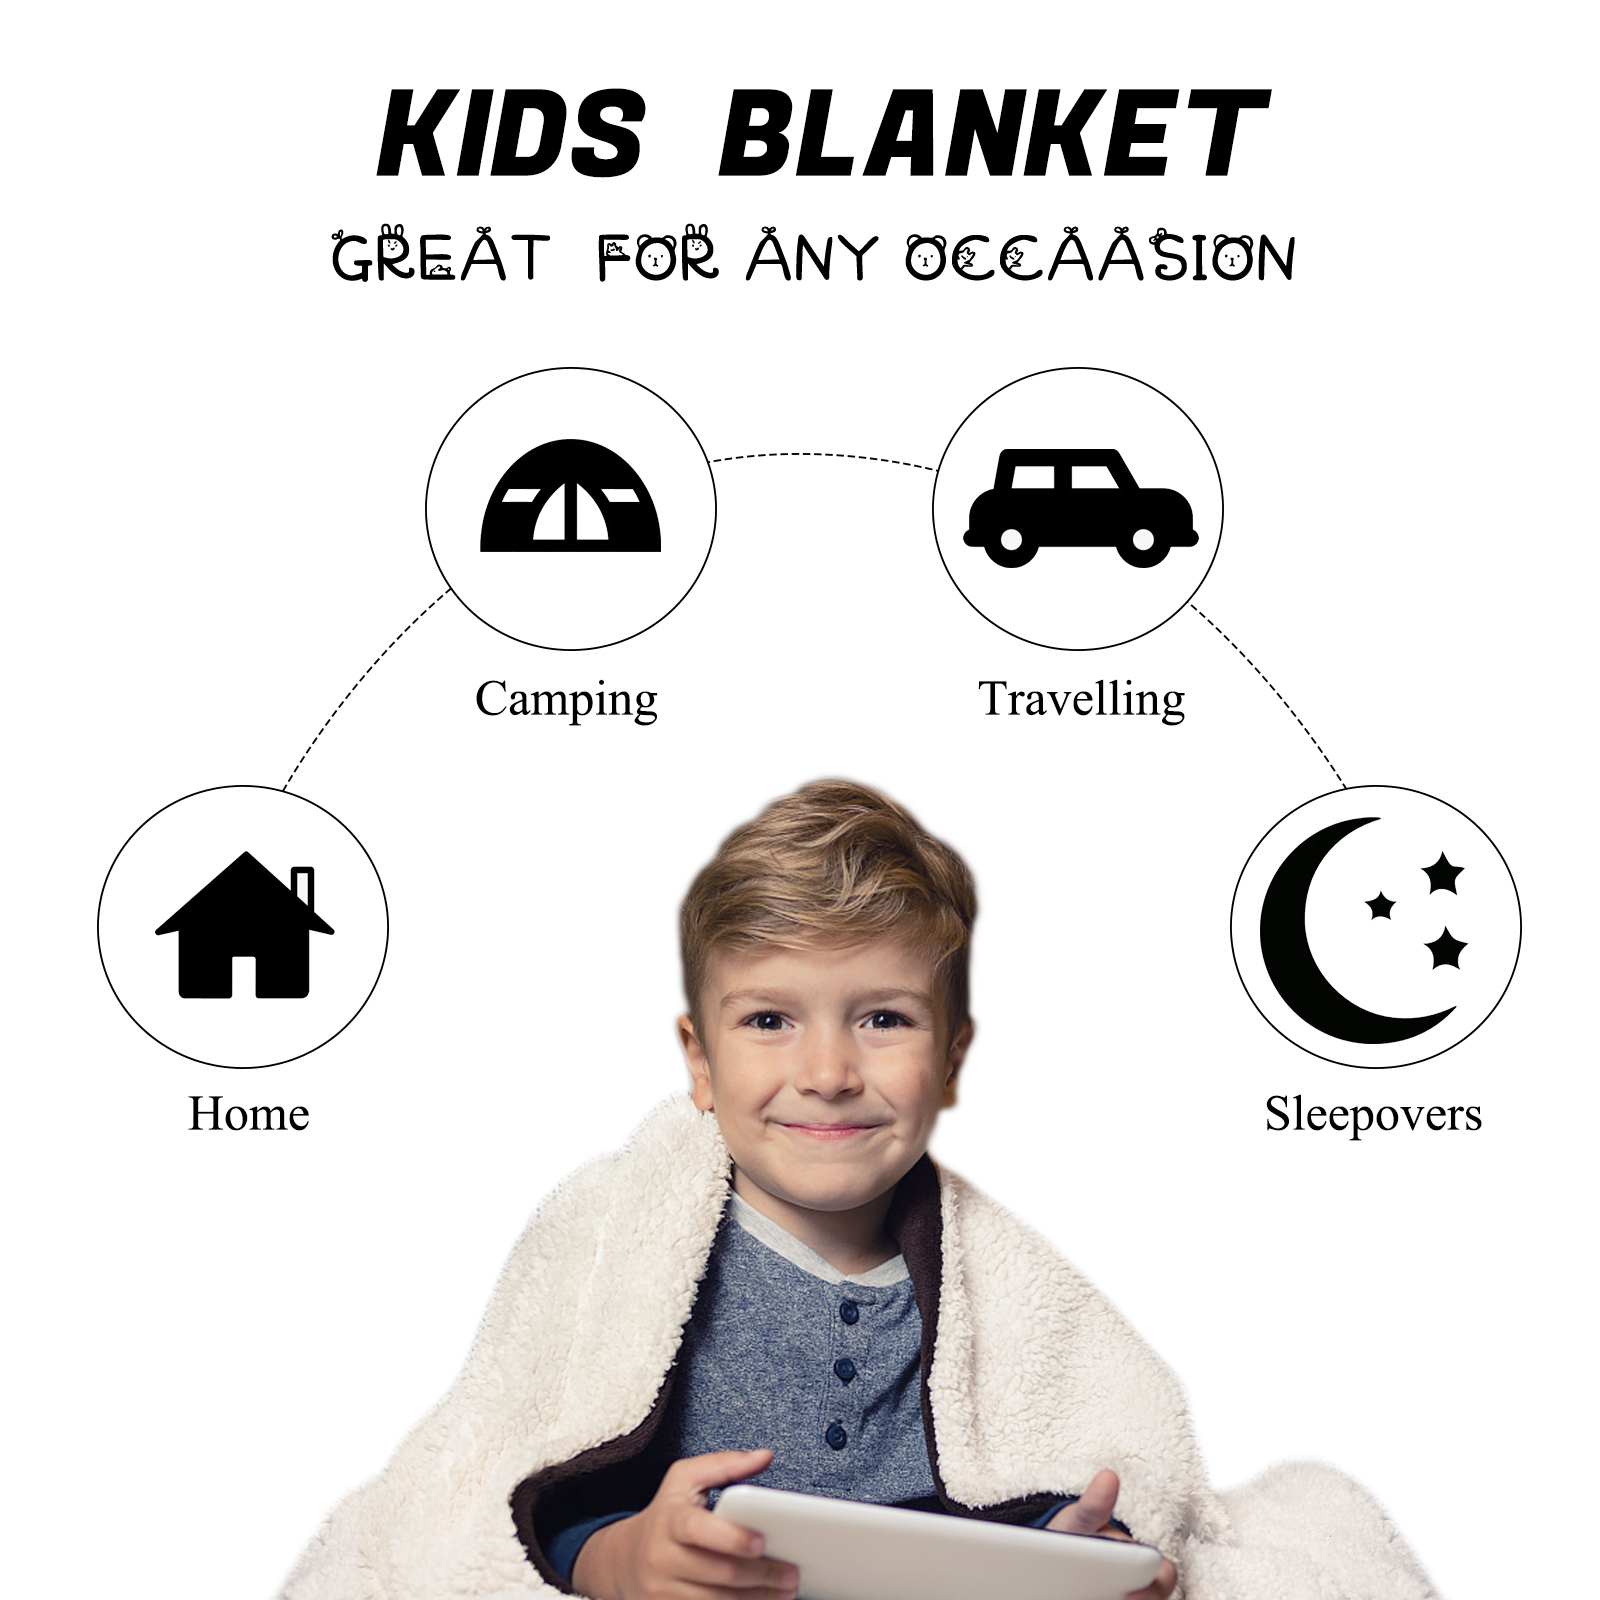 KIDS BLANKET
GREAT FOR ANY OCCAASION
Camping
Travelling
Home
Sleepovers